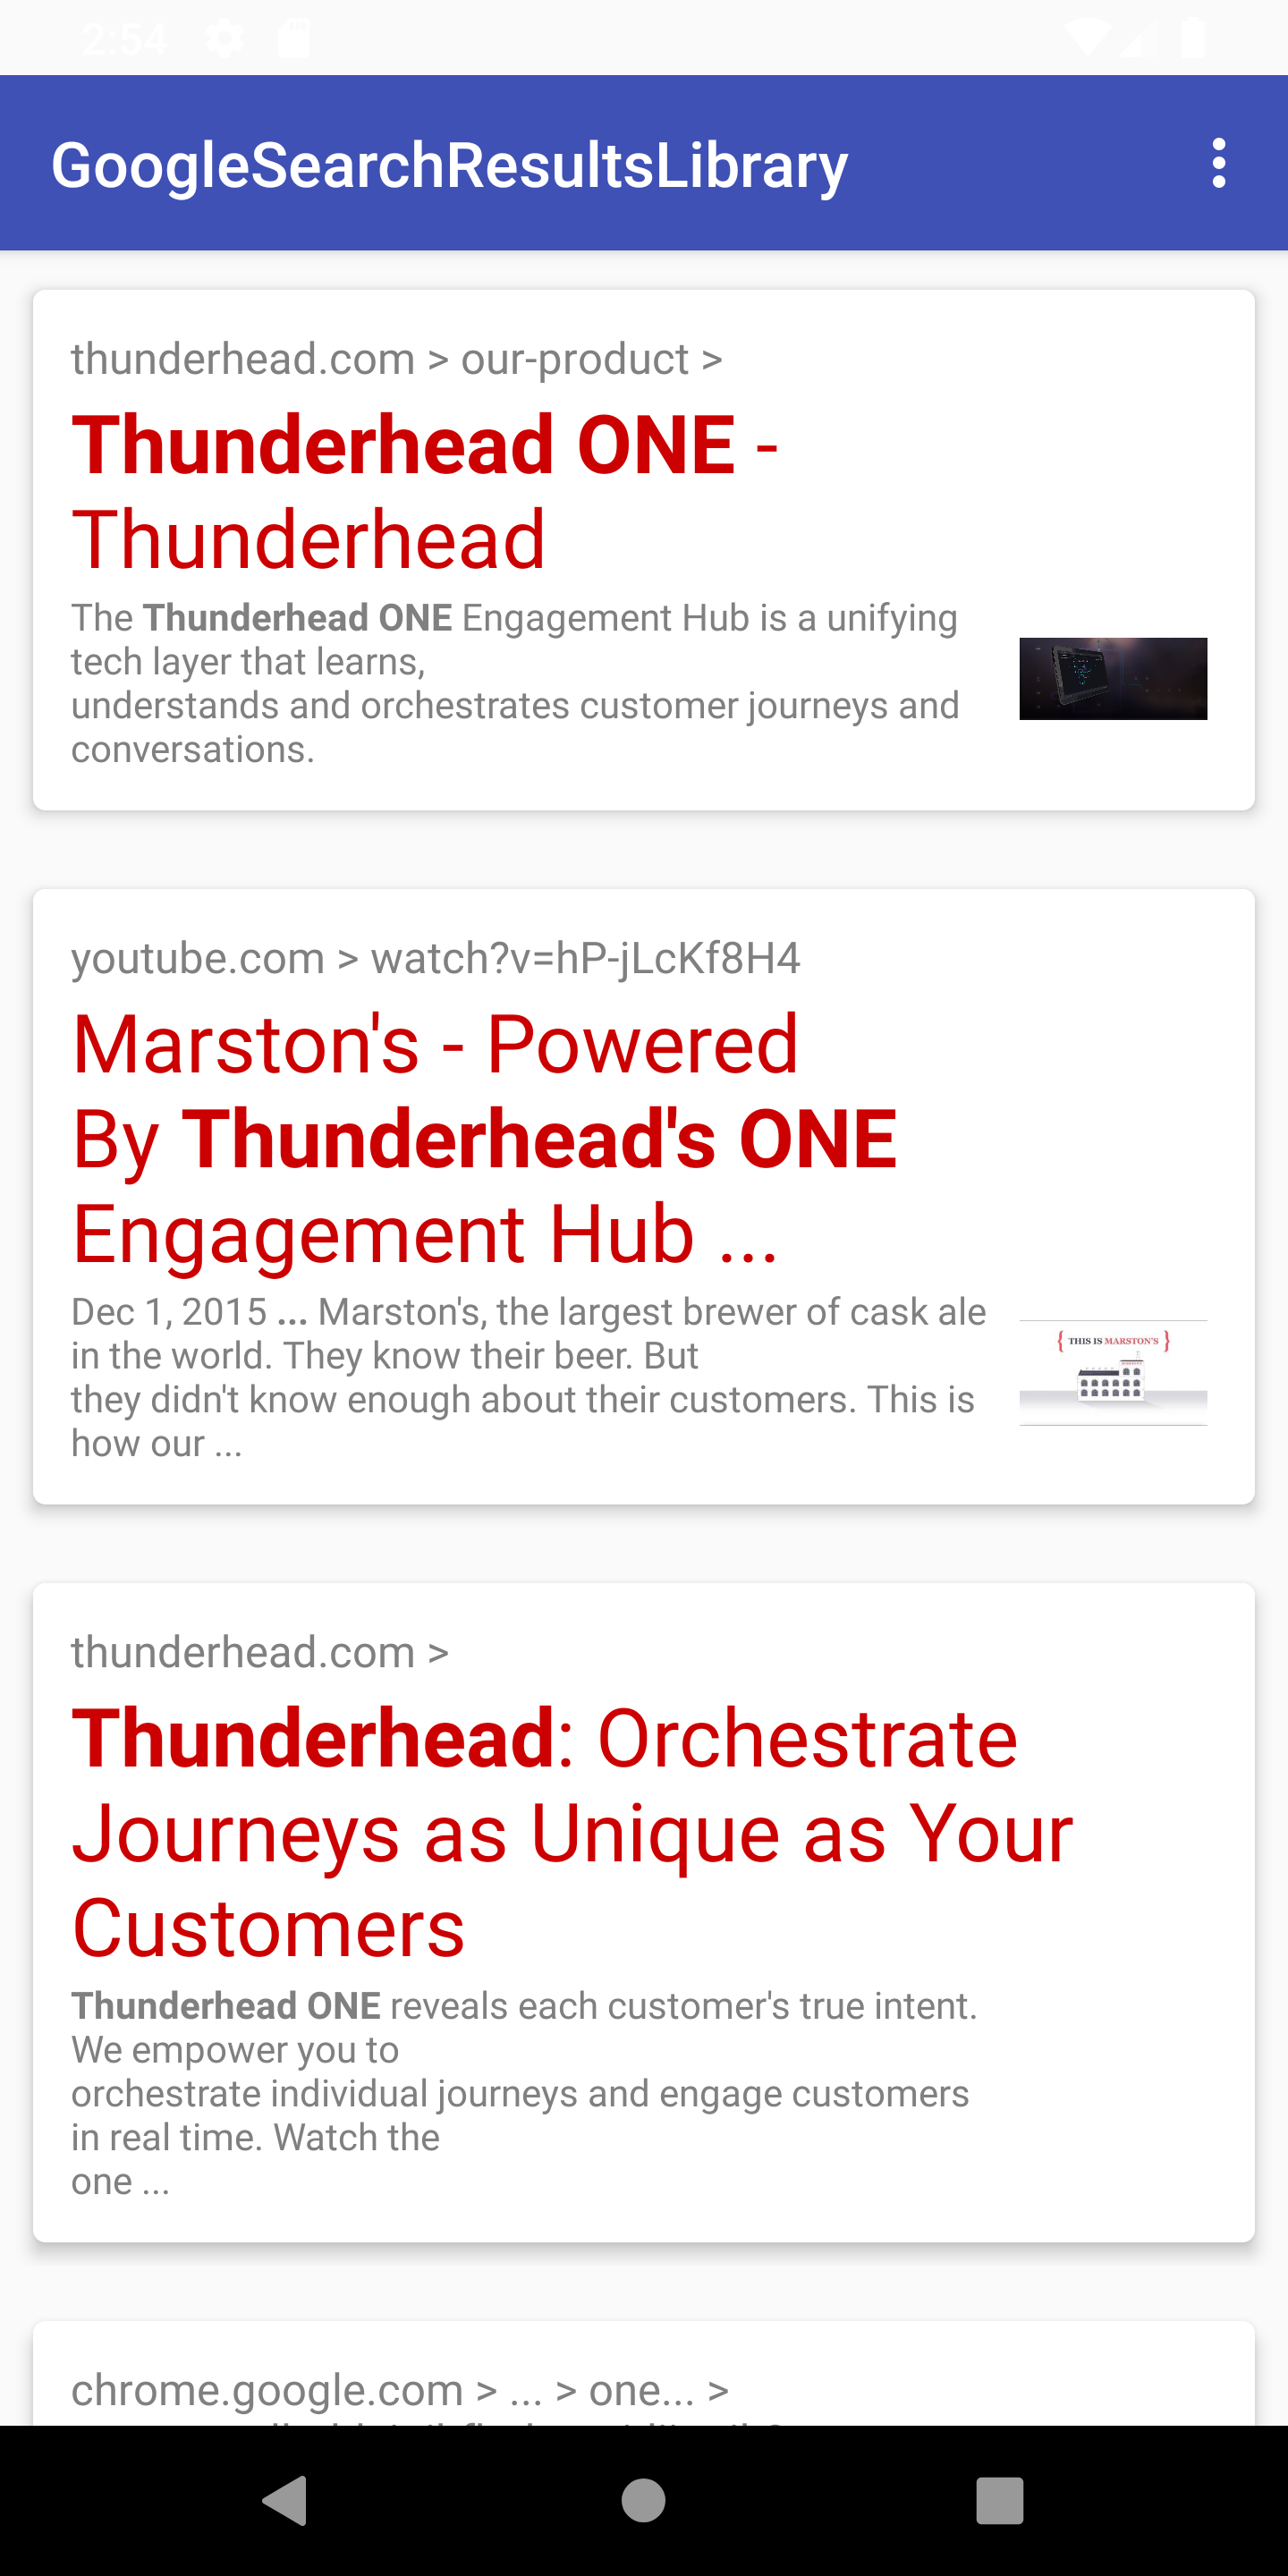 2:54
GoogleSearchResultsLibrary
thunderhead.com > our-product >
Thunderhead ONE -
Thunderhead
The Thunderhead ONE Engagement Hub is a unifying
tech layer that learns,
understands and orchestrates customer journeys and
conversations.
youtube.com > watch?v=hP-jLcKf8H4
Marston's - Powered
By Thunderhead's ONE
Engagement Hub ...
Dec 1, 2015 ... Marston's, the largest brewer of cask ale
in the world. They know their beer. But
they didn't know enough about their customers. This is
how our ...
{ THIS IS MARSTON'S }
thunderhead.com >
Thunderhead: Orchestrate
Journeys as Unique as Your
Customers
Thunderhead ONE reveals each customer's true intent.
We empower you to
orchestrate individual journeys and engage customers
in real time. Watch the
one ...
chrome.google.com > ... > one... >